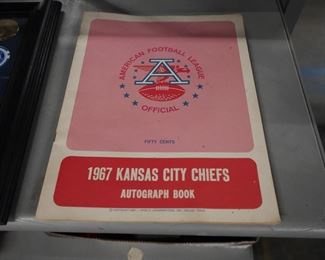 AMERICAN FOOTBALL LEAGUE
A
OFFICIAL
FIFTY CENTS
1967 KANSAS CITY CHIEFS
AUTOGRAPH BOOK